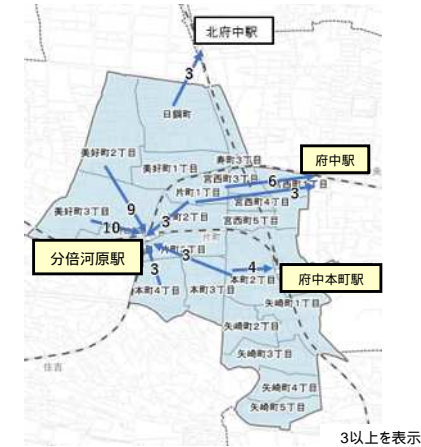 北府中駅
3
日鋼町
美好町2丁目
美好町1丁目
寿町3丁目
府中駅
宮西町3丁目
6
片町1丁目
3
宮西町4丁目
美好町3丁目
9
3
町2丁目
宮西町5丁目
10
片町
分倍河原駅
3
3
4
府中本町駅
本町4丁目
本町3丁目
本町2丁目
矢崎町1丁目
矢崎町2丁目
矢崎町3丁目
住吉
矢崎町4丁目
矢崎町5丁目
3以上を表示